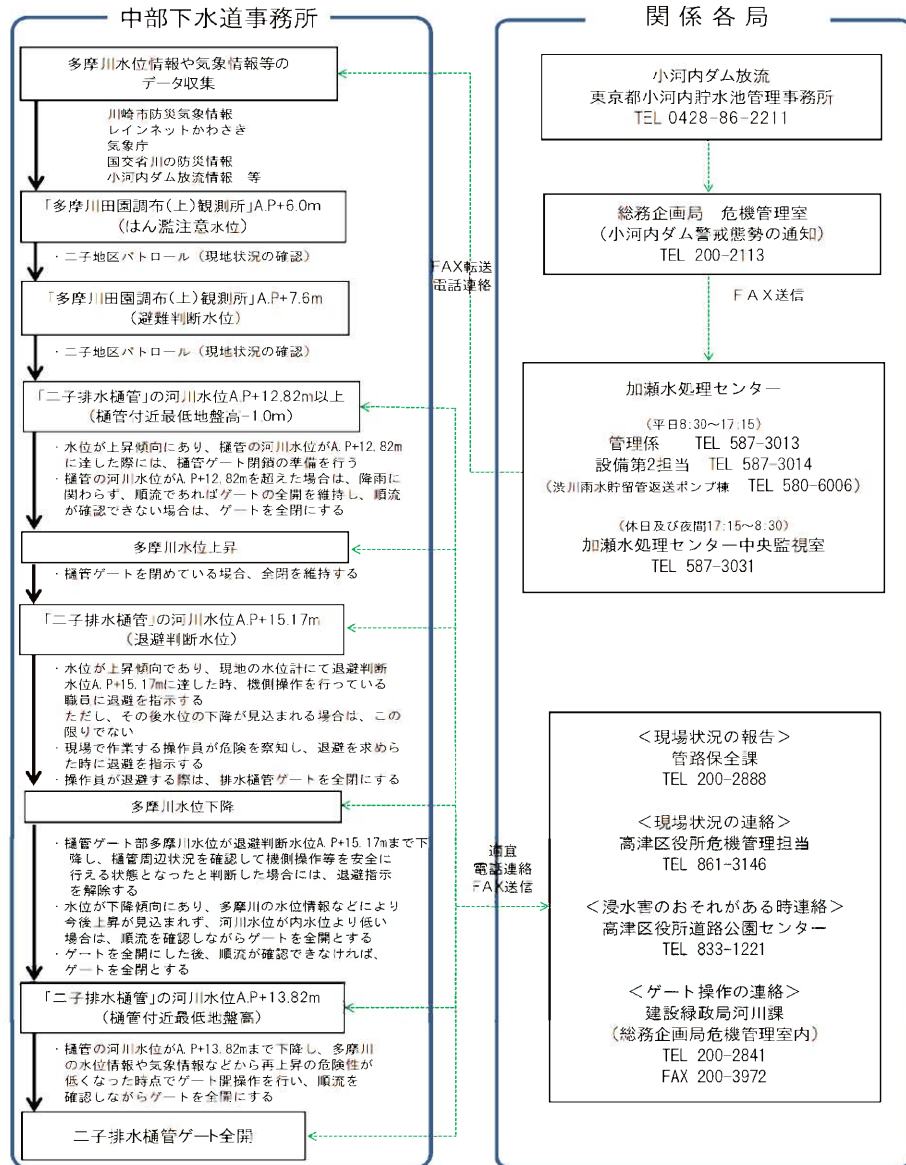 中部下水道事務所
多摩川水位情報や気象情報等の
データ収集
川崎市防災気象情報
レインネットかわさき
気象庁
国交省川の防災情報
小河内ダム放流情報 等
「多摩川田園調布(上)観測所」A.P+6.0m
(はん濫注意水位)
・二子地区パトロール (現地状況の確認)
「多摩川田園調布(上)観測所」A.P+7.6m
(避難判断水位)
・二子地区パトロール (現地状況の確認)
「二子排水樋管」の河川水位A.P+12.82m以上
(樋管付近最低地盤高-1.0m)
・水位が上昇傾向にあり、樋管の河川水位がA.P+12.82m
に達した際には、樋管ゲート閉鎖の準備を行う
・樋管の河川水位がA.P+12.82mを超えた場合は、降雨に
関わらず、順流であればゲートの全開を維持し、順流
が確認できない場合は、ゲートを全閉にする
多摩川水位上昇
・樋管ゲートを閉めている場合、全閉を維持する
「二子排水樋管」の河川水位A.P+15.17m
(退避判断水位)
・水位が上昇傾向であり、現地の水位計にて退避判断
水位A.P+15.17mに達した時、機側操作を行っている
職員に退避を指示する
ただし、その後水位の下降が見込まれる場合は、この
限りでない
・現場で作業する操作員が危険を察知し、退避を求めら
れた時に退避を指示する
・操作員が退避する際は、排水樋管ゲートを全閉にする
多摩川水位下降
・樋管ゲート部多摩川水位が退避判断水位A.P+15.17mまで下
降し、樋管周辺状況を確認して機側操作等を安全に
行える状態となったと判断した場合には、退避指示
を解除する
・水位が下降傾向にあり、多摩川の水位情報などにより
今後上昇が見込まれず、河川水位が内水位より低い
場合は、順流を確認しながらゲートを全開とする
・ゲートを全開にした後、順流が確認できなければ、
ゲートを全閉とする
「二子排水樋管」の河川水位A.P+13.82m
(樋管付近最低地盤高)
・樋管の河川水位がA.P+13.82mまで下降し、多摩川
の水位情報や気象情報などから再上昇の危険性が
低くなった時点でゲート開操作を行い、順流を
確認しながらゲートを全開にする
二子排水樋管ゲート全開
FAX転送
電話連絡
適宜
電話連絡
FAX送信
関係各局
小河内ダム放流
東京都小河内貯水池管理事務所
TEL 0428-86-2211
総務企画局 危機管理室
(小河内ダム警戒態勢の通知)
TEL 200-2113
FAX送信
加瀬水処理センター
(平日8:30~17:15)
管理係 TEL 587-3013
設備第2担当 TEL 587-3014
(渋川雨水貯留管返送ポンプ棟 TEL 580-6006)
(休日及び夜間17:15~8:30)
加瀬水処理センター中央監視室
TEL 587-3031
<現場状況の報告>
管路保全課
TEL 200-2888
<現場状況の連絡>
高津区役所危機管理担当
TEL 861-3146
<浸水害のおそれがある時連絡>
高津区役所道路公園センター
TEL 833-1221
<ゲート操作の連絡>
建設緑政局河川課
(総務企画局危機管理室内)
TEL 200-2841
FAX 200-3972